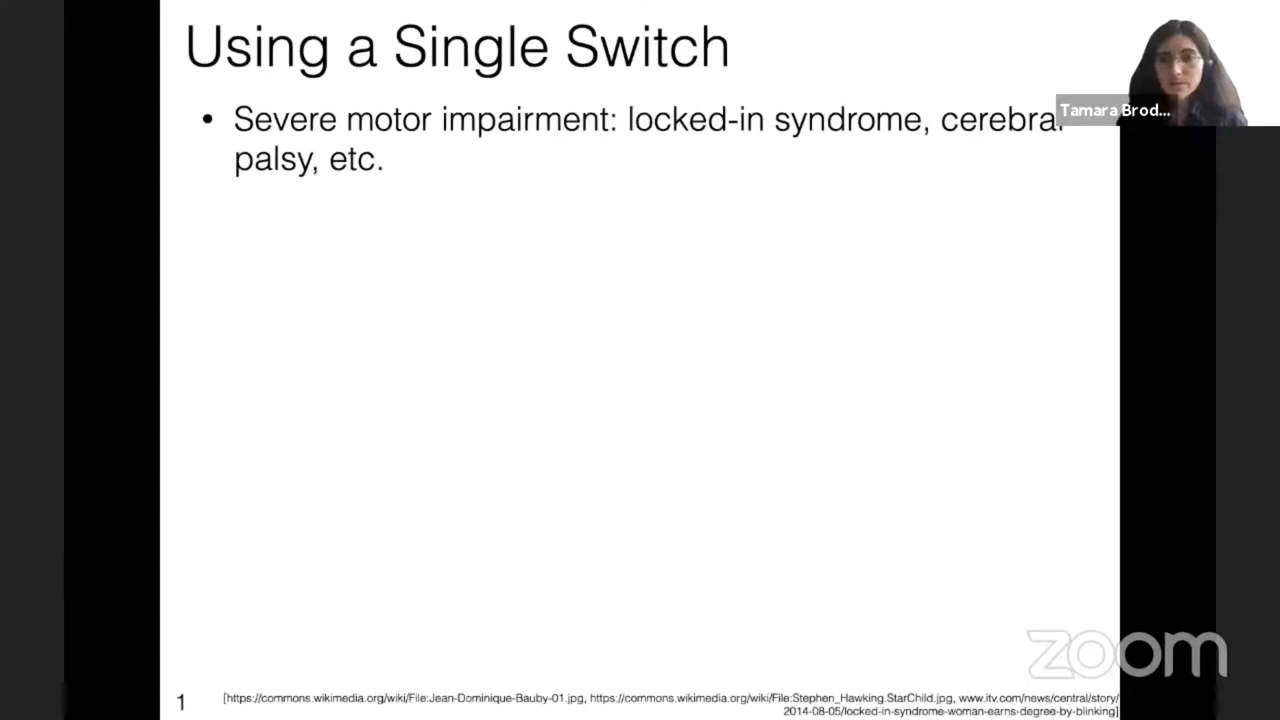 Using a Single Switch
Tamara Brod...
• Severe motor impairment: locked-in syndrome, cerebral
palsy, etc.
zoom
1
[https://commons.wikimedia.org/wiki/File:Jean-Dominique-Bauby-01.jpg, https://commons.wikimedia.org/wiki/File:Stephen_Hawking.StarChild.jpg, www.itv.com/news/central/story/
2014-08-05/locked-in-syndrome-woman-earns-degree-by-blinking]